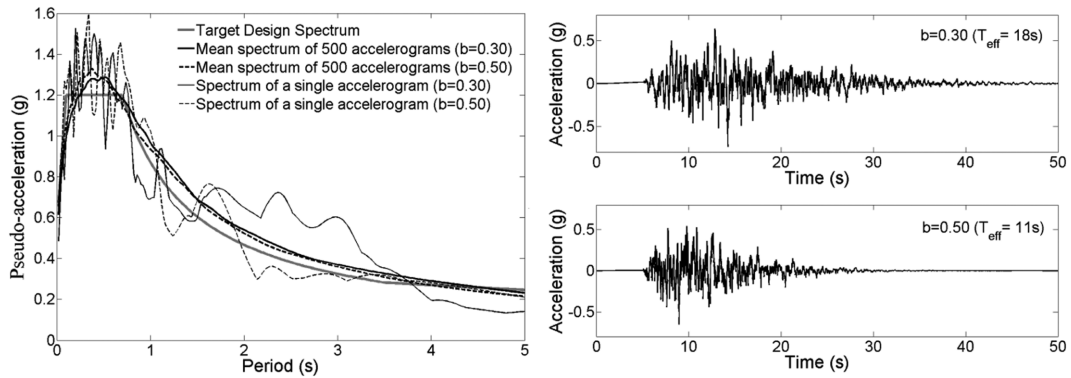 1.6
1.4
1.2
1
0.8
0.6
0.4
0.2
0
Pseudo-acceleration (g)
Target Design Spectrum
Mean spectrum of 500 accelerograms (b=0.30)
Mean spectrum of 500 accelerograms (b=0.50)
Spectrum of a single accelerogram (b=0.30)
Spectrum of a single accelerogram (b=0.50)
0 1 2 3 4 5
Period (s)
b=0.30 (Teff = 18s)
0.5
0
-0.5
Acceleration (g)
0 10 20 30 40 50
Time (s)
b=0.50 (Teff= 11s)
0.5
0
-0.5
Acceleration (g)
0 10 20 30 40 50
Time (s)